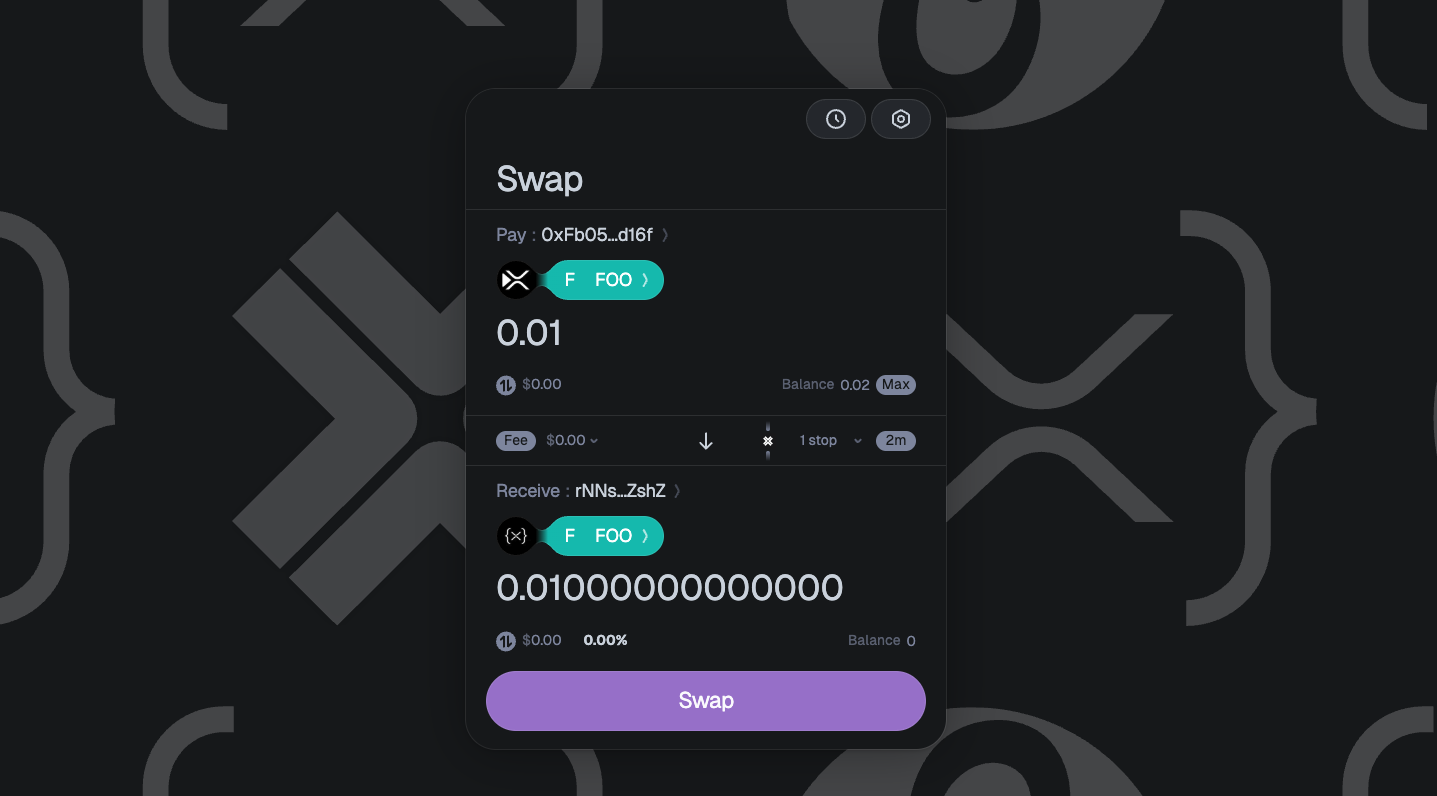 Swap
Pay : 0xFb05...d16f
F FOO
0.01
$0.00 Balance 0.02 Max
Fee $0.00 1 stop 2m
Receive : rNNs...ZshZ
{x} F FOO
0.01000000000000
$0.00 0.00% Balance 0
Swap